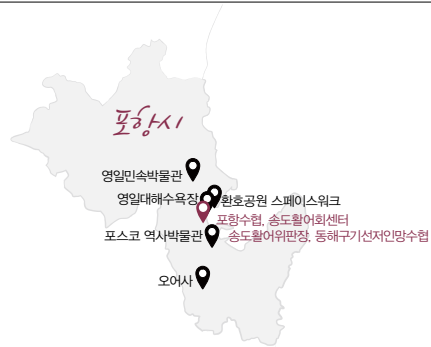 포항시
영일민속박물관
영일대해수욕장
환호공원 스페이스워크
포항수협, 송도활어회센터
포스코 역사박물관
송도활어위판장, 동해구기선저인망수협
오어사